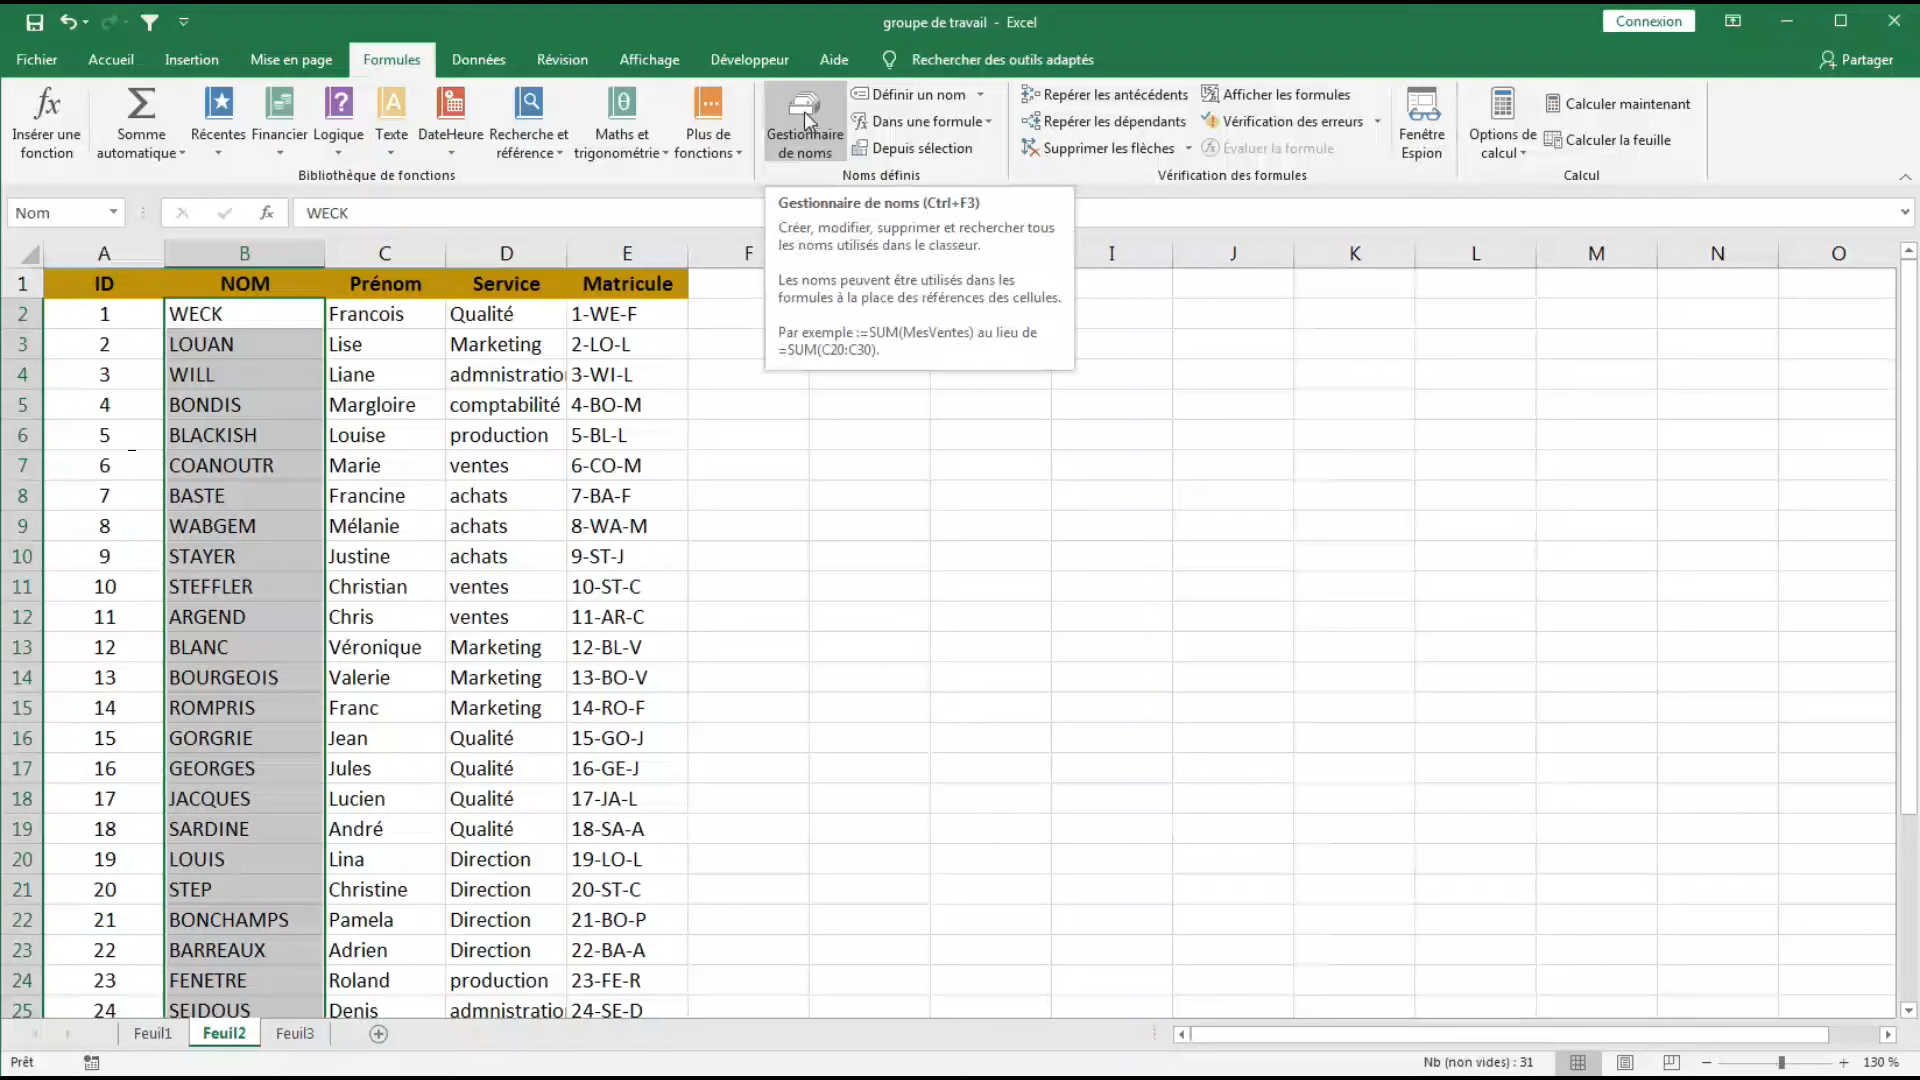 groupe de travail - Excel
Connexion
Fichier Accueil Insertion Mise en page Formules Données Révision Affichage Développeur Aide Rechercher des outils adaptés Partager
Insérer une fonction
Somme automatique
Récentes
Financier
Logique
Texte
DateHeure
Recherche et référence
Maths et trigonométrie
Plus de fonctions
Bibliothèque de fonctions
Gestionnaire de noms
Définir un nom
Dans une formule
Depuis sélection
Noms définis
Repérer les antécédents
Repérer les dépendants
Supprimer les flèches
Afficher les formules
Vérification des erreurs
Évaluer la formule
Vérification des formules
Fenêtre Espion
Options de calcul
Calculer maintenant
Calculer la feuille
Calcul
Nom
fx
WECK
Gestionnaire de noms (Ctrl+F3)
Créer, modifier, supprimer et rechercher tous
les noms utilisés dans le classeur.
Les noms peuvent être utilisés dans les
formules à la place des références des cellules.
Par exemple :=SUM(MesVentes) au lieu de
=SUM(C20:C30).
A B C D E F I J K L M N O
1 ID NOM Prénom Service Matricule
2 1 WECK Francois Qualité 1-WE-F
3 2 LOUAN Lise Marketing 2-LO-L
4 3 WILL Liane admnistratio 3-WI-L
5 4 BONDIS Margloire comptabilité 4-BO-M
6 5 BLACKISH Louise production 5-BL-L
7 6 COANOUTR Marie ventes 6-CO-M
8 7 BASTE Francine achats 7-BA-F
9 8 WABGEM Mélanie achats 8-WA-M
10 9 STAYER Justine achats 9-ST-J
11 10 STEFFLER Christian ventes 10-ST-C
12 11 ARGEND Chris ventes 11-AR-C
13 12 BLANC Véronique Marketing 12-BL-V
14 13 BOURGEOIS Valerie Marketing 13-BO-V
15 14 ROMPRIS Franc Marketing 14-RO-F
16 15 GORGRIE Jean Qualité 15-GO-J
17 16 GEORGES Jules Qualité 16-GE-J
18 17 JACQUES Lucien Qualité 17-JA-L
19 18 SARDINE André Qualité 18-SA-A
20 19 LOUIS Lina Direction 19-LO-L
21 20 STEP Christine Direction 20-ST-C
22 21 BONCHAMPS Pamela Direction 21-BO-P
23 22 BARREAUX Adrien Direction 22-BA-A
24 23 FENETRE Roland production 23-FE-R
25 24 SEIDOUS Denis admnistratio 24-SE-D
Feuil1 Feuil2 Feuil3
Prêt
Nb (non vides) : 31
130 %